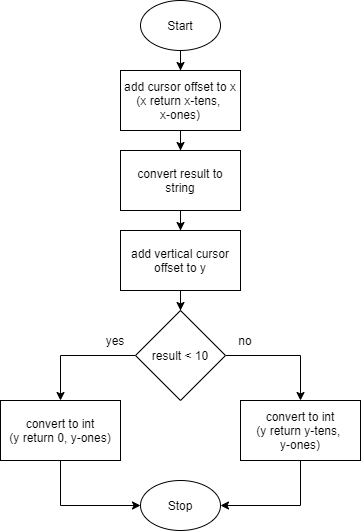 Start
add cursor offset to x
(x return x-tens,
x-ones)
convert result to
string
add vertical cursor
offset to y
yes
result < 10
no
convert to int
(y return 0, y-ones)
convert to int
(y return y-tens,
y-ones)
Stop